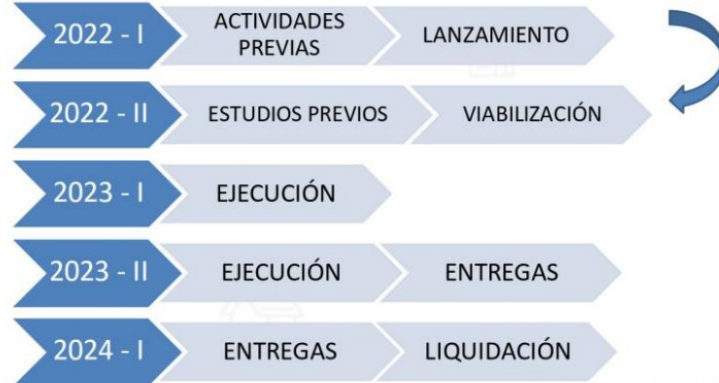 2022 - I
ACTIVIDADES
PREVIAS
LANZAMIENTO
2022 - II
ESTUDIOS PREVIOS
VIABILIZACIÓN
2023 - I
EJECUCIÓN
2023 - II
EJECUCIÓN
ENTREGAS
2024 - I
ENTREGAS
LIQUIDACIÓN